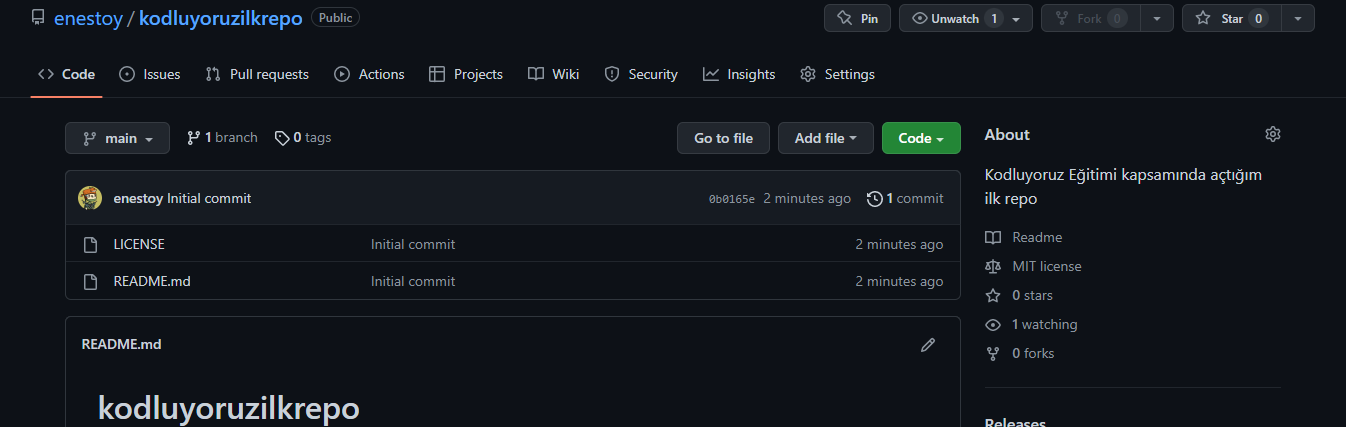 enestoy / kodluyoruzilkrepo Public
Pin Unwatch 1 Fork 0 Star 0
Code Issues Pull requests Actions Projects Wiki Security Insights Settings
main 1 branch 0 tags Go to file Add file Code
enestoy Initial commit 0b0165e 2 minutes ago 1 commit
LICENSE Initial commit 2 minutes ago
README.md Initial commit 2 minutes ago
README.md
kodluyoruzilkrepo
About
Kodluyoruz Eğitimi kapsamında açtığım
ilk repo
Readme
MIT license
0 stars
1 watching
0 forks
Releases